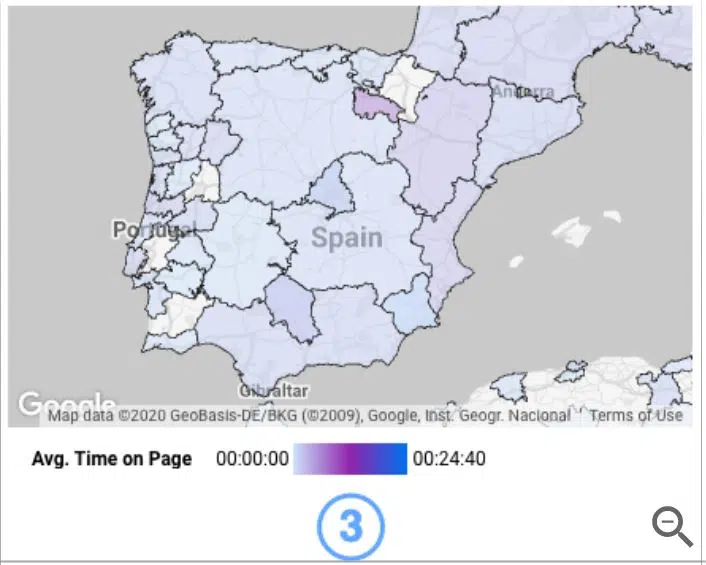 Andorra
Portugal
Spain
Gibraltar
Google
Map data ©2020 GeoBasis-DE/BKG (©2009), Google, Inst. Geogr. Nacional
Terms of Use
Avg. Time on Page 00:00:00 00:24:40
3